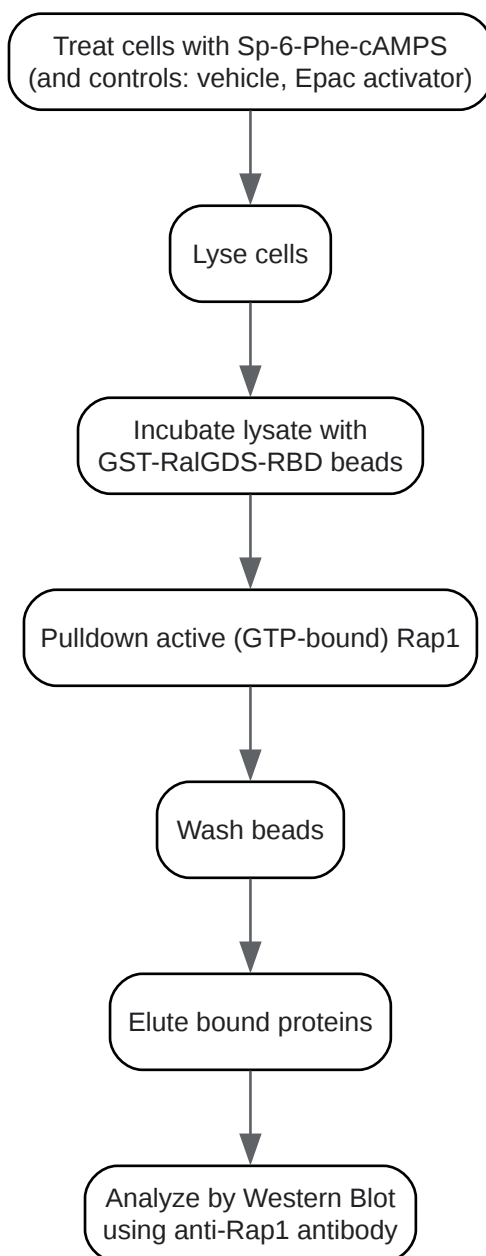 Treat cells with Sp-6-Phe-cAMPS
(and controls: vehicle, Epac activator)
Lyse cells
Incubate lysate with
GST-RalGDS-RBD beads
Pulldown active (GTP-bound) Rap1
Wash beads
Elute bound proteins
Analyze by Western Blot
using anti-Rap1 antibody